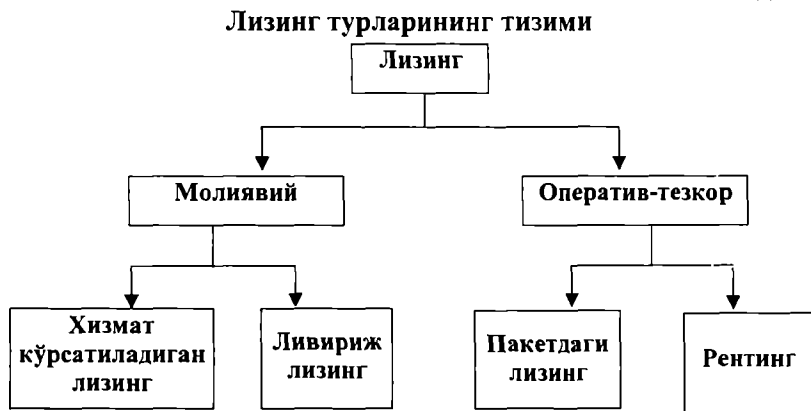 Лизинг турларининг тизими
Лизинг
Молиявий
Оператив-тезкор
Хизмат
кўрсатиладиган
лизинг
Ливириж
лизинг
Пакетдаги
лизинг
Рентинг